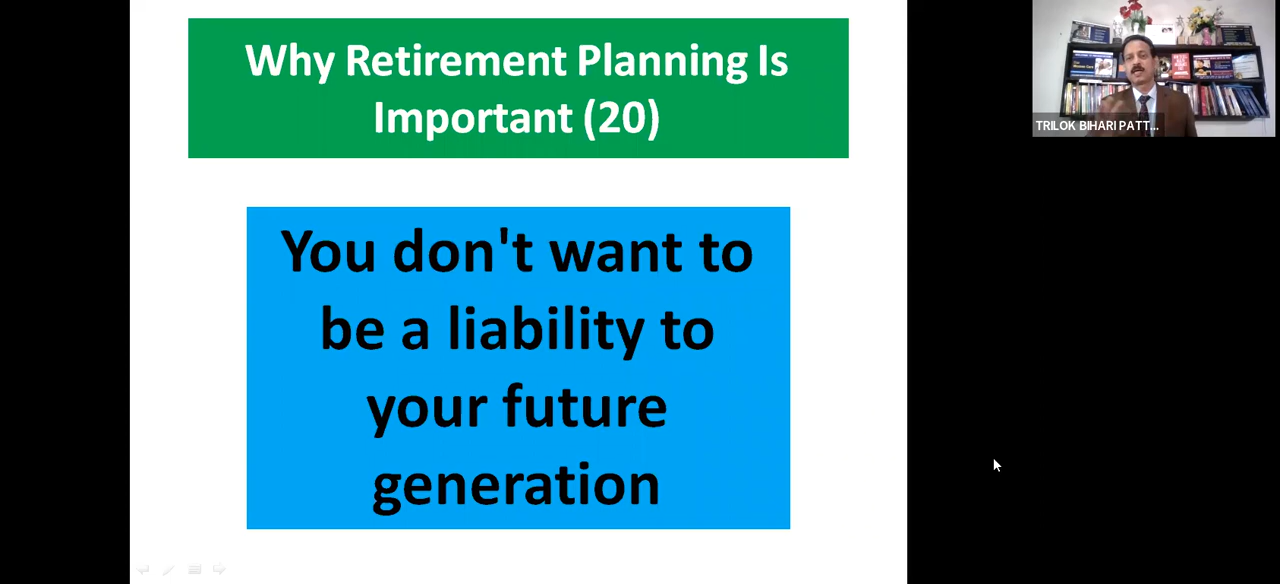 Why Retirement Planning Is
Important (20)
TRILOK BIHARI PATT...
You don't want to
be a liability to
your future
generation